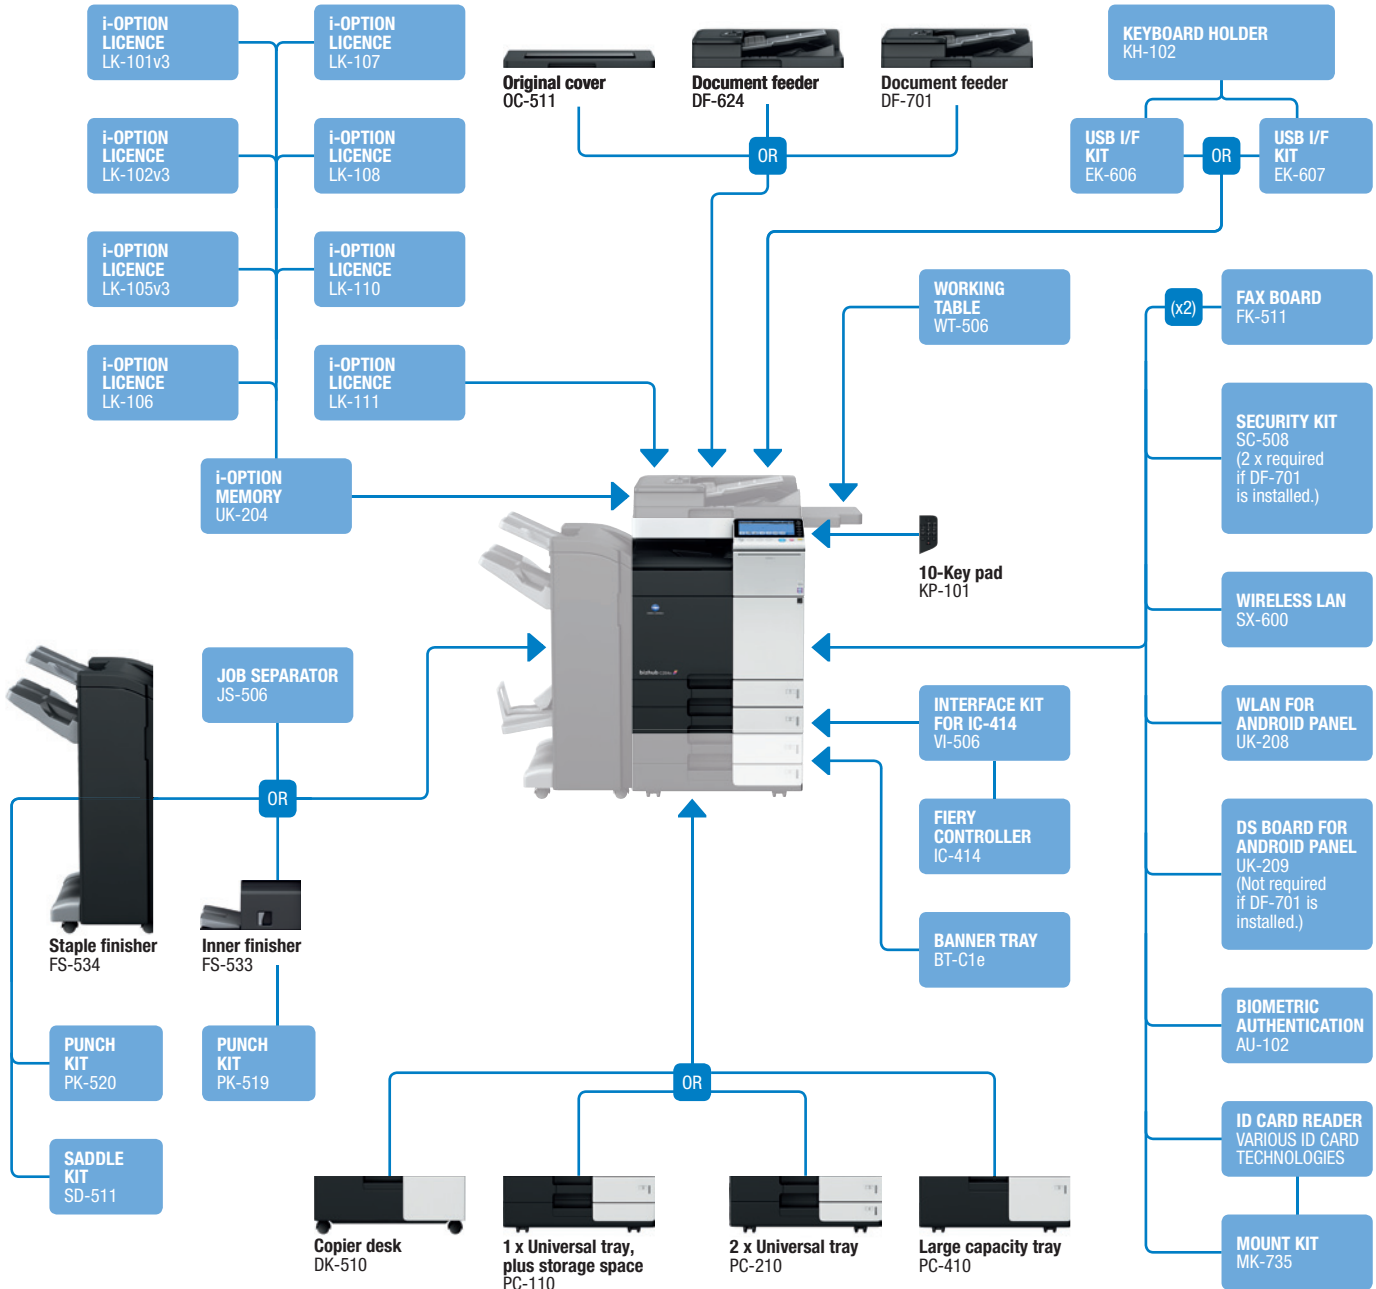 i-OPTION
LICENCE
LK-101v3
i-OPTION
LICENCE
LK-107
i-OPTION
LICENCE
LK-102v3
i-OPTION
LICENCE
LK-108
i-OPTION
LICENCE
LK-105v3
i-OPTION
LICENCE
LK-110
i-OPTION
LICENCE
LK-106
i-OPTION
LICENCE
LK-111
i-OPTION
MEMORY
UK-204
Original cover
OC-511
Document feeder
DF-624
Document feeder
DF-701
OR
KEYBOARD HOLDER
KH-102
USB I/F
KIT
EK-606
OR
USB I/F
KIT
EK-607
WORKING
TABLE
WT-506
10-Key pad
KP-101
(x2)
FAX BOARD
FK-511
SECURITY KIT
SC-508
(2 x required
if DF-701
is installed.)
WIRELESS LAN
SX-600
WLAN FOR
ANDROID PANEL
UK-208
DS BOARD FOR
ANDROID PANEL
UK-209
(Not required
if DF-701 is
installed.)
BIOMETRIC
AUTHENTICATION
AU-102
ID CARD READER
VARIOUS ID CARD
TECHNOLOGIES
MOUNT KIT
MK-735
INTERFACE KIT
FOR IC-414
VI-506
FIERY
CONTROLLER
IC-414
BANNER TRAY
BT-C1e
bizhub
JOB SEPARATOR
JS-506
OR
Staple finisher
FS-534
Inner finisher
FS-533
PUNCH
KIT
PK-520
PUNCH
KIT
PK-519
SADDLE
KIT
SD-511
OR
Copier desk
DK-510
1 x Universal tray,
plus storage space
PC-110
2 x Universal tray
PC-210
Large capacity tray
PC-410